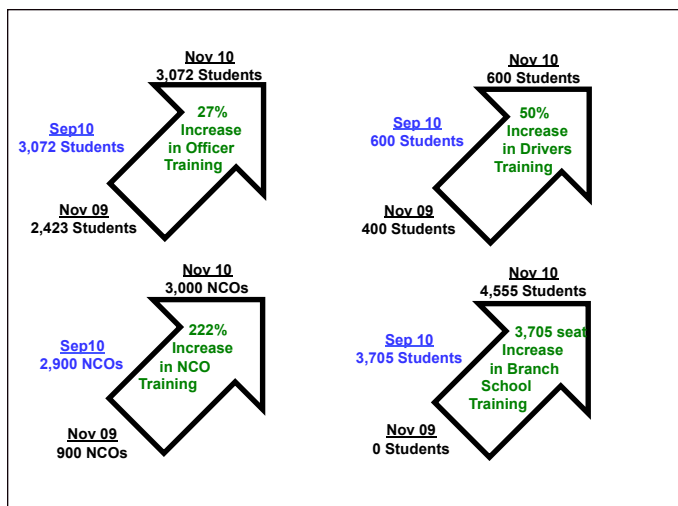 Nov 10
3,072 Students
Sep10
3,072 Students
27%
Increase
in Officer
Training
Nov 09
2,423 Students
Nov 10
600 Students
Sep 10
600 Students
50%
Increase
in Drivers
Training
Nov 09
400 Students
Nov 10
3,000 NCOs
Sep10
2,900 NCOs
222%
Increase
in NCO
Training
Nov 09
900 NCOs
Nov 10
4,555 Students
Sep 10
3,705 Students
3,705 seat
Increase
in Branch
School
Training
Nov 09
0 Students